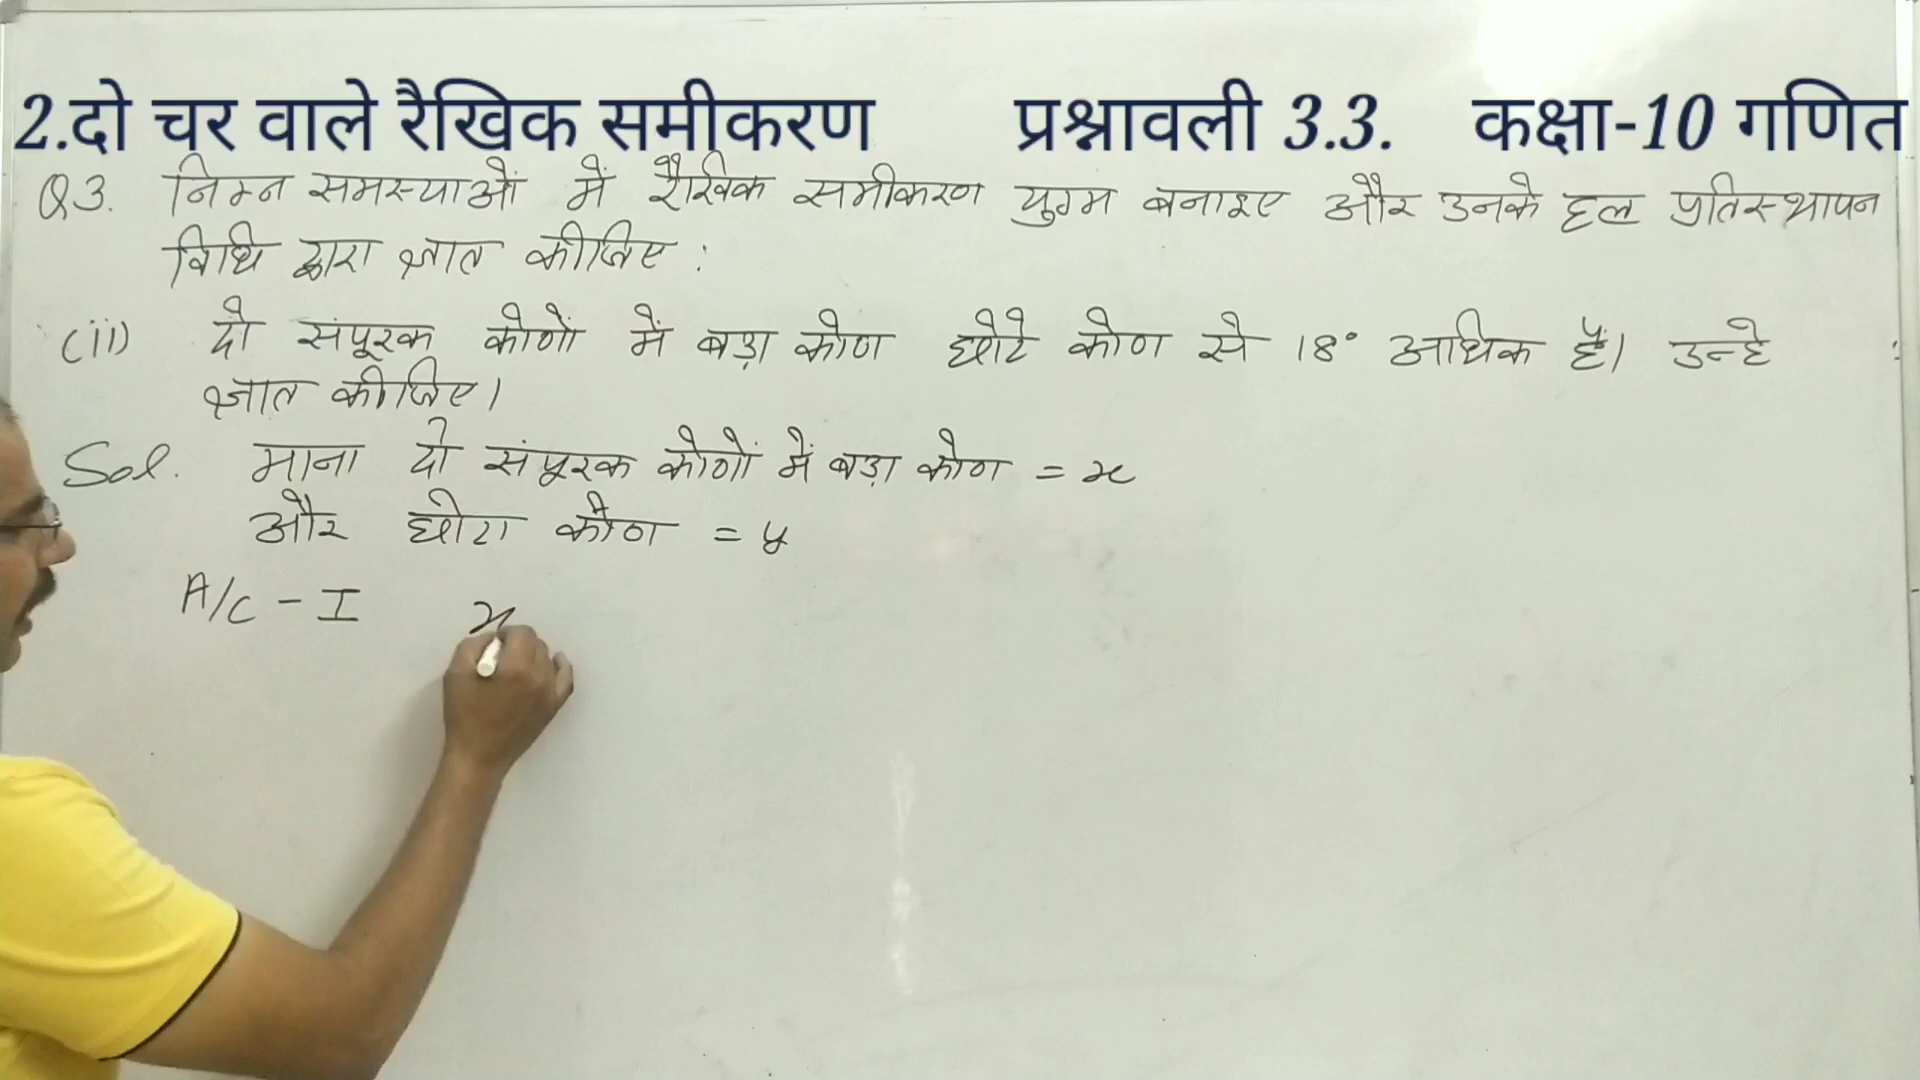 2.दो चर वाले रैखिक समीकरण प्रश्नावली 3.3. कक्षा-10 गणित
Q3. निम्न समस्याओं में रैखिक समीकरण युग्म बनाइए और उनके हल प्रतिस्थापन
विधि द्वारा ज्ञात कीजिए :
(ii) दो संपूरक कोणों में बड़ा कोण छोटे कोण से 18° अधिक है। उन्हे
ज्ञात कीजिए।
Sol. माना दो संपूरक कोणों में बड़ा कोण = x
और छोटा कोण = y
A/c - I x